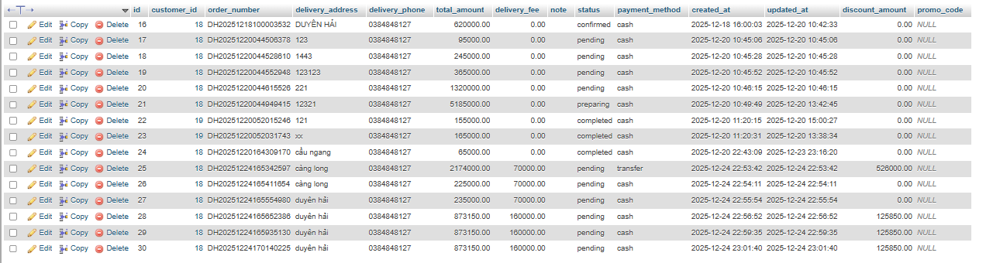 id customer_id order_number delivery_address delivery_phone total_amount delivery_fee note status payment_method created_at updated_at discount_amount promo_code
Edit Copy Delete 16 18 DH20251218100003532 DUYÊN HẢI 0384848127 620000.00 0.00 confirmed cash 2025-12-18 16:00:03 2025-12-20 10:42:33 0.00 NULL
Edit Copy Delete 17 18 DH20251220044506378 123 0384848127 95000.00 0.00 pending cash 2025-12-20 10:45:06 2025-12-20 10:45:06 0.00 NULL
Edit Copy Delete 18 18 DH20251220044528610 1443 0384848127 245000.00 0.00 pending cash 2025-12-20 10:45:28 2025-12-20 10:45:28 0.00 NULL
Edit Copy Delete 19 18 DH20251220044552948 123123 0384848127 365000.00 0.00 pending cash 2025-12-20 10:45:52 2025-12-20 10:45:52 0.00 NULL
Edit Copy Delete 20 18 DH20251220044615526 221 0384848127 1320000.00 0.00 pending cash 2025-12-20 10:46:15 2025-12-20 10:46:15 0.00 NULL
Edit Copy Delete 21 18 DH20251220044949415 12321 0384848127 5185000.00 0.00 preparing cash 2025-12-20 10:49:49 2025-12-20 13:42:45 0.00 NULL
Edit Copy Delete 22 19 DH20251220052015246 121 0384848127 155000.00 0.00 completed cash 2025-12-20 11:20:15 2025-12-20 15:00:27 0.00 NULL
Edit Copy Delete 23 19 DH20251220052031743 xx 0384848127 365000.00 0.00 completed cash 2025-12-20 11:20:31 2025-12-20 13:38:34 0.00 NULL
Edit Copy Delete 24 18 DH20251220164309170 cầu ngang 0384848127 65000.00 0.00 completed cash 2025-12-20 22:43:09 2025-12-23 23:16:20 0.00 NULL
Edit Copy Delete 25 18 DH20251224165342597 càng long 0384848127 2174000.00 70000.00 pending transfer 2025-12-24 22:53:42 2025-12-24 22:53:42 526000.00 NULL
Edit Copy Delete 26 18 DH20251224165411654 càng long 0384848127 225000.00 70000.00 pending cash 2025-12-24 22:54:11 2025-12-24 22:54:11 0.00 NULL
Edit Copy Delete 27 18 DH20251224165554980 duyên hải 0384848127 235000.00 70000.00 pending cash 2025-12-24 22:55:54 2025-12-24 22:55:54 0.00 NULL
Edit Copy Delete 28 18 DH20251224165652386 duyên hải 0384848127 873150.00 160000.00 pending cash 2025-12-24 22:56:52 2025-12-24 22:56:52 125850.00 NULL
Edit Copy Delete 29 18 DH20251224165935130 duyên hải 0384848127 873150.00 160000.00 pending cash 2025-12-24 22:59:35 2025-12-24 22:59:35 125850.00 NULL
Edit Copy Delete 30 18 DH20251224170140225 duyên hải 0384848127 873150.00 160000.00 pending cash 2025-12-24 23:01:40 2025-12-24 23:01:40 125850.00 NULL